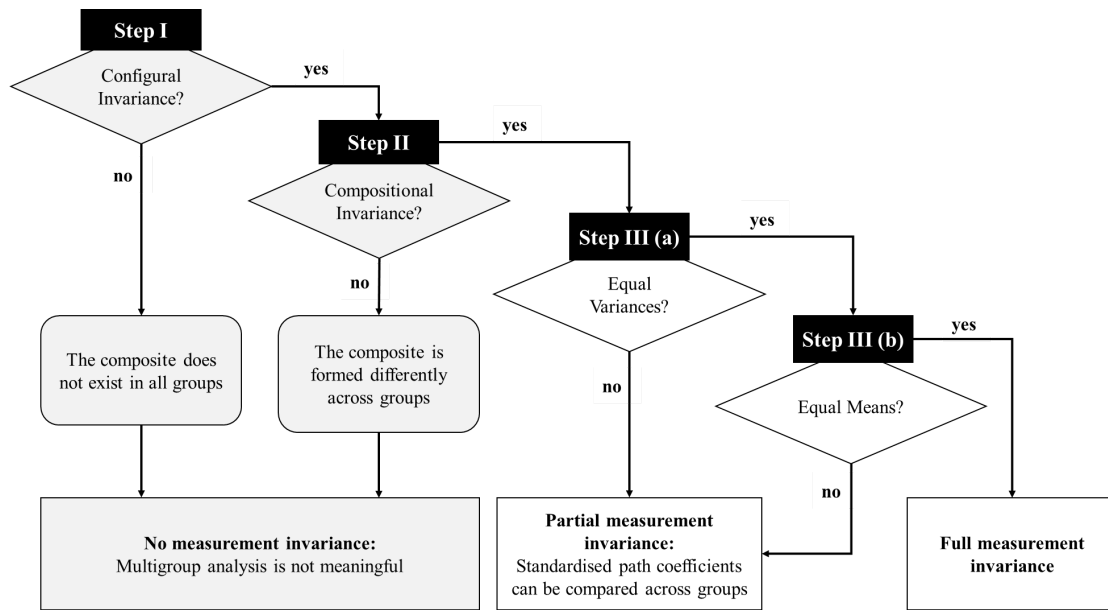 Step I
Configural
Invariance?
yes
no
Step II
Compositional
Invariance?
yes
no
Step III (a)
Equal
Variances?
yes
no
Step III (b)
Equal Means?
yes
no
The composite does
not exist in all groups
The composite is
formed differently
across groups
No measurement invariance:
Multigroup analysis is not meaningful
Partial measurement
invariance:
Standardised path coefficients
can be compared across groups
Full measurement
invariance